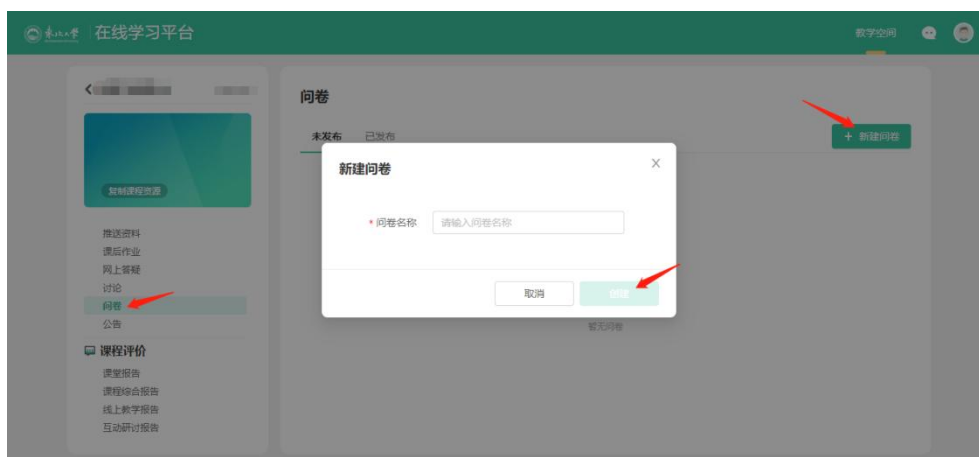 在线学习平台
教学空间
问卷
未发布 已发布
+ 新建问卷
复制课程资源
新建问卷
X
* 问卷名称 请输入问卷名称
取消 创建
暂无问卷
推送资料
课后作业
网上答疑
讨论
问卷
公告
课程评价
课堂报告
课程综合报告
线上教学报告
互动研讨报告